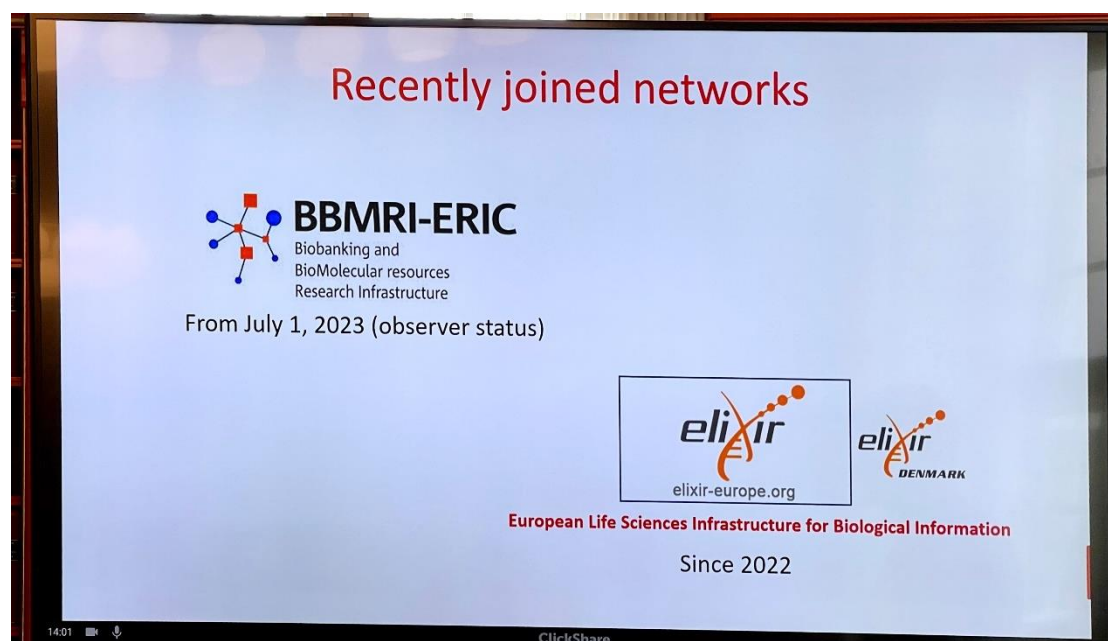 Recently joined networks
BBMRI-ERIC
Biobanking and
BioMolecular resources
Research Infrastructure
From July 1, 2023 (observer status)
elixir
elixir-europe.org
elixir
DENMARK
European Life Sciences Infrastructure for Biological Information
Since 2022
14:01
ClickShare